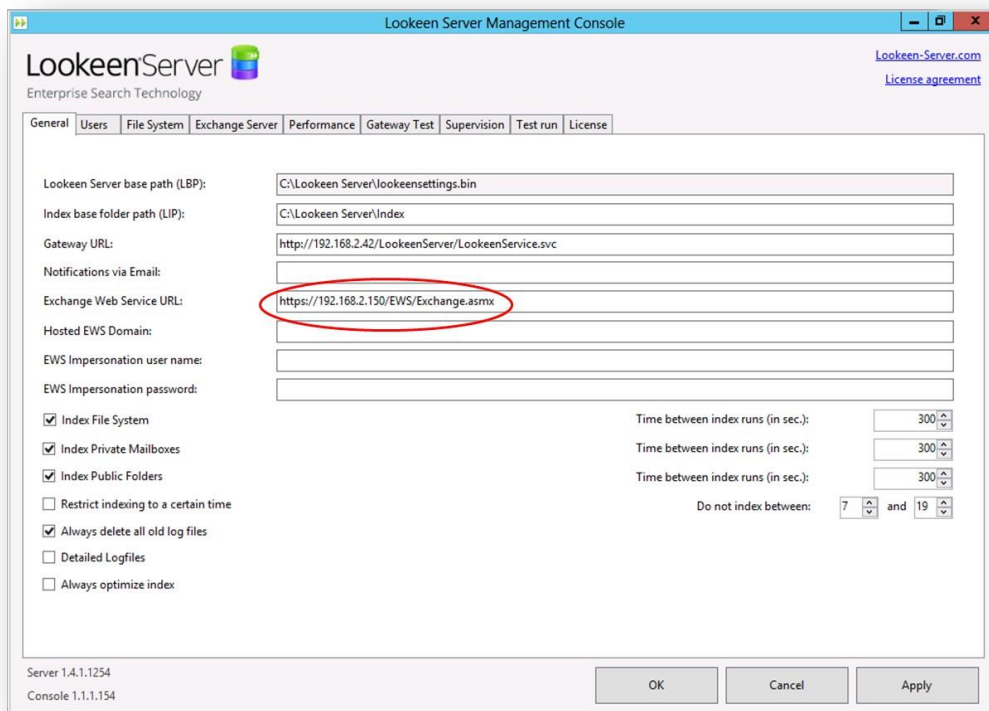 Lookeen Server Management Console
LookeenServer
Enterprise Search Technology
Lookeen-Server.com
License agreement
General Users File System Exchange Server Performance Gateway Test Supervision Test run License
Lookeen Server base path (LBP): C:\Lookeen Server\lookeensettings.bin
Index base folder path (LIP): C:\Lookeen Server\Index
Gateway URL: http://192.168.2.42/LookeenServer/LookeenService.svc
Notifications via Email:
Exchange Web Service URL: https://192.168.2.150/EWS/Exchange.asmx
Hosted EWS Domain:
EWS Impersonation user name:
EWS Impersonation password:
Index File System Time between index runs (in sec.): 300
Index Private Mailboxes Time between index runs (in sec.): 300
Index Public Folders Time between index runs (in sec.): 300
Restrict indexing to a certain time Do not index between: 7 and 19
Always delete all old log files
Detailed Logfiles
Always optimize index
Server 1.4.1.1254
Console 1.1.1.154
OK Cancel Apply